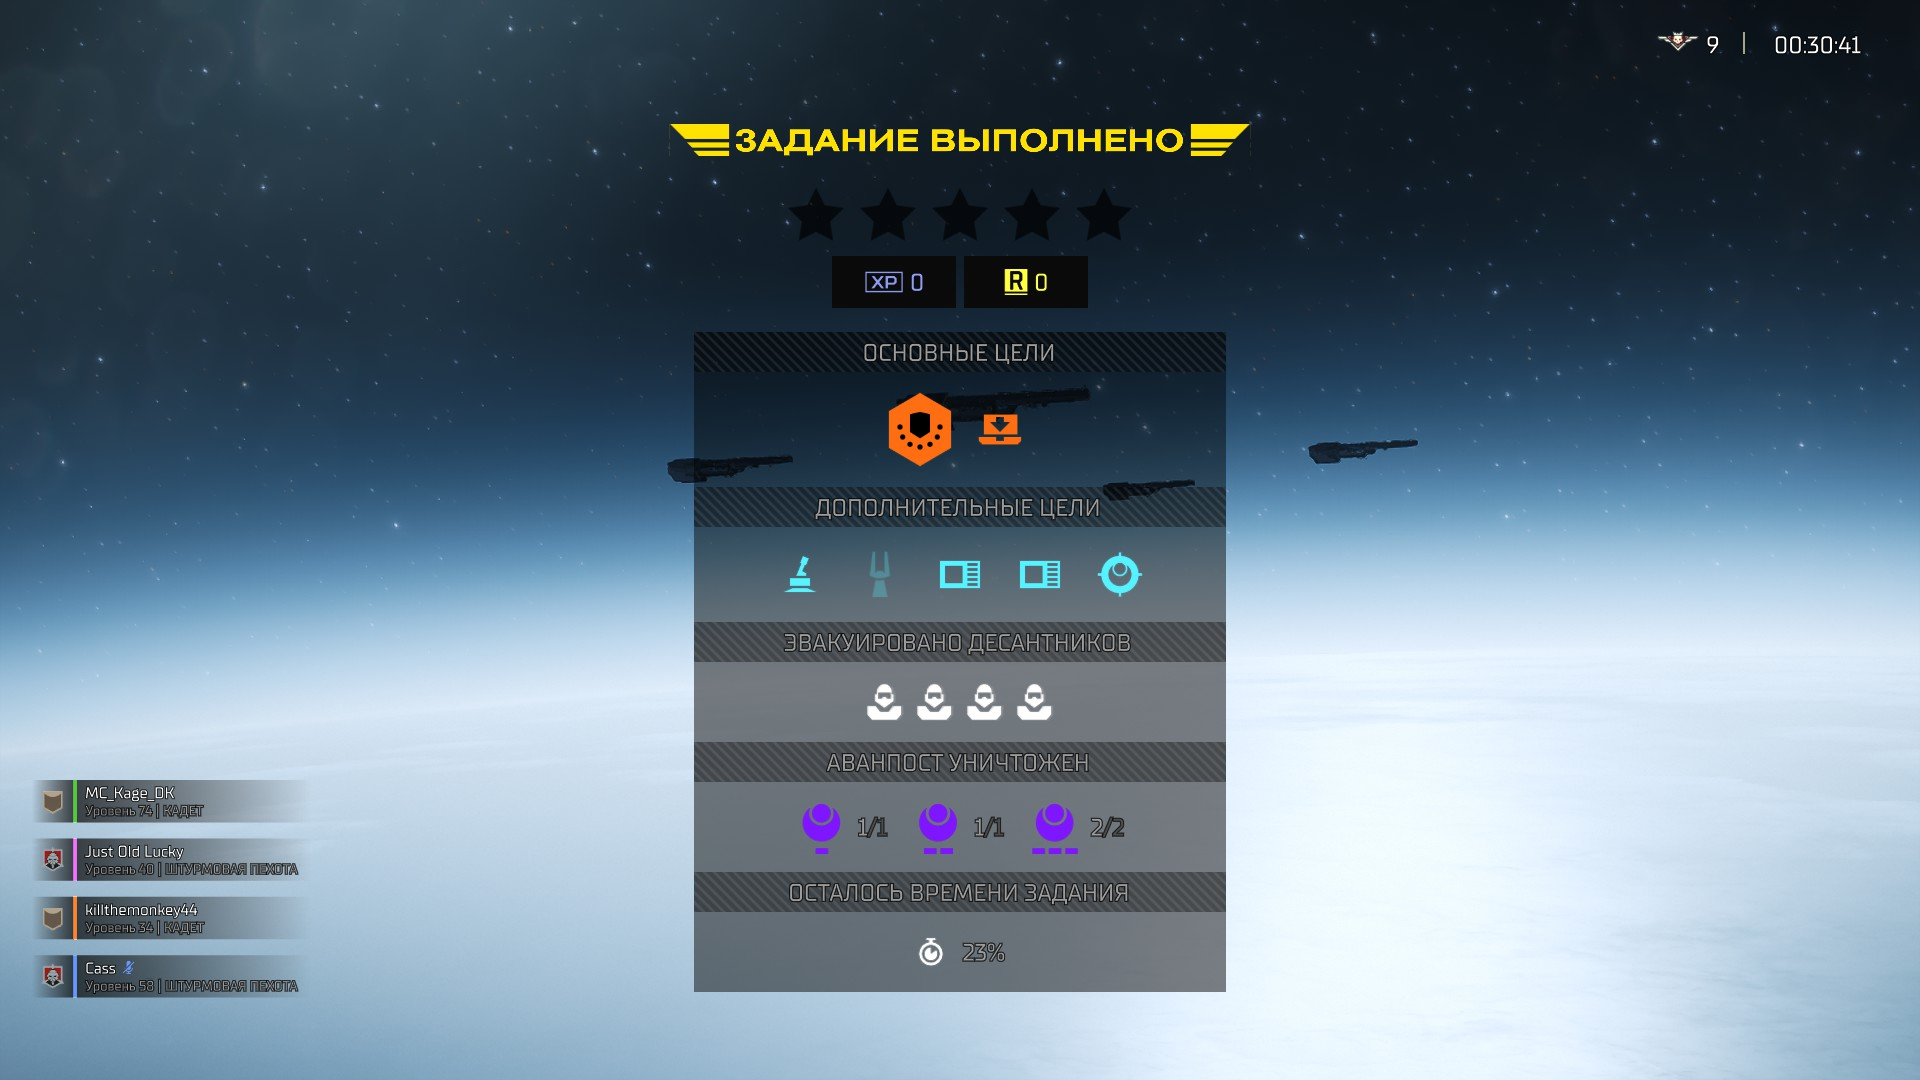 9 | 00:30:41
ЗАДАНИЕ ВЫПОЛНЕНО
XP 0
R 0
ОСНОВНЫЕ ЦЕЛИ
ДОПОЛНИТЕЛЬНЫЕ ЦЕЛИ
ЭВАКУИРОВАНО ДЕСАНТНИКОВ
АВАНПОСТ УНИЧТОЖЕН
1/1
1/1
2/2
ОСТАЛОСЬ ВРЕМЕНИ ЗАДАНИЯ
23%
MC_Kage_DK
Уровень 74 | КАДЕТ
Just Old Lucky
Уровень 40 | ШТУРМОВАЯ ПЕХОТА
killthemonkey44
Уровень 34 | КАДЕТ
Cass
Уровень 58 | ШТУРМОВАЯ ПЕХОТА